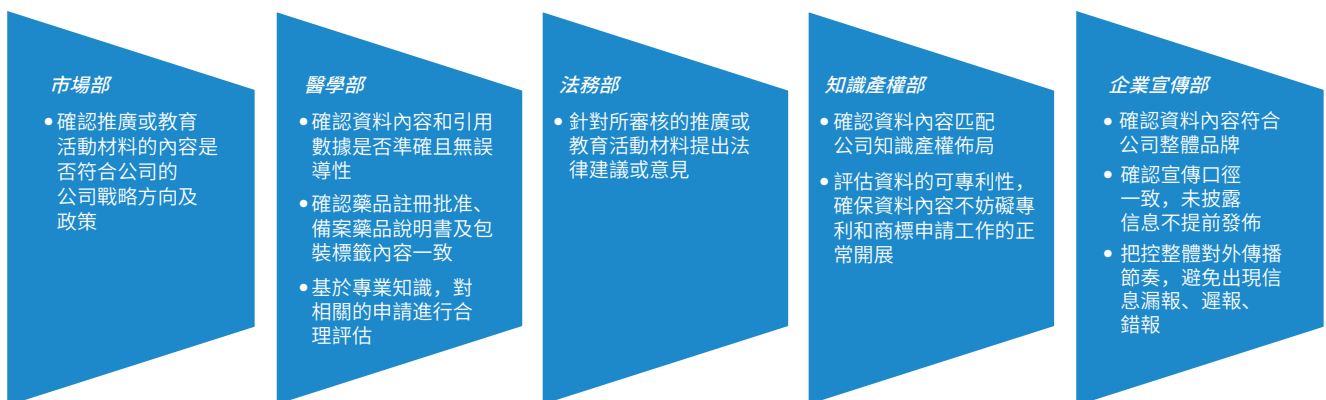 市場部
•確認推廣或教育
活動材料的內容是
否符合公司的
公司戰略方向及
政策
醫學部
•確認資料內容和引用
數據是否準確且無誤
導性
•確認藥品註冊批准、
備案藥品說明書及包
裝標籤內容一致
•基於專業知識，對
相關的申請進行合
理評估
法務部
• 針對所審核的推廣或
教育活動材料提出法
律建議或意見
知識產權部
•確認資料內容匹配
公司知識產權佈局
•評估資料的可專利性，
確保資料內容不妨礙專
利和商標申請工作的正
常開展
企業宣傳部
• 確認資料內容符合
公司整體品牌
• 確認宣傳口徑
一致，未披露
信息不提前發佈
• 把控整體對外傳播
節奏，避免出現信
息漏報、遲報、
錯報